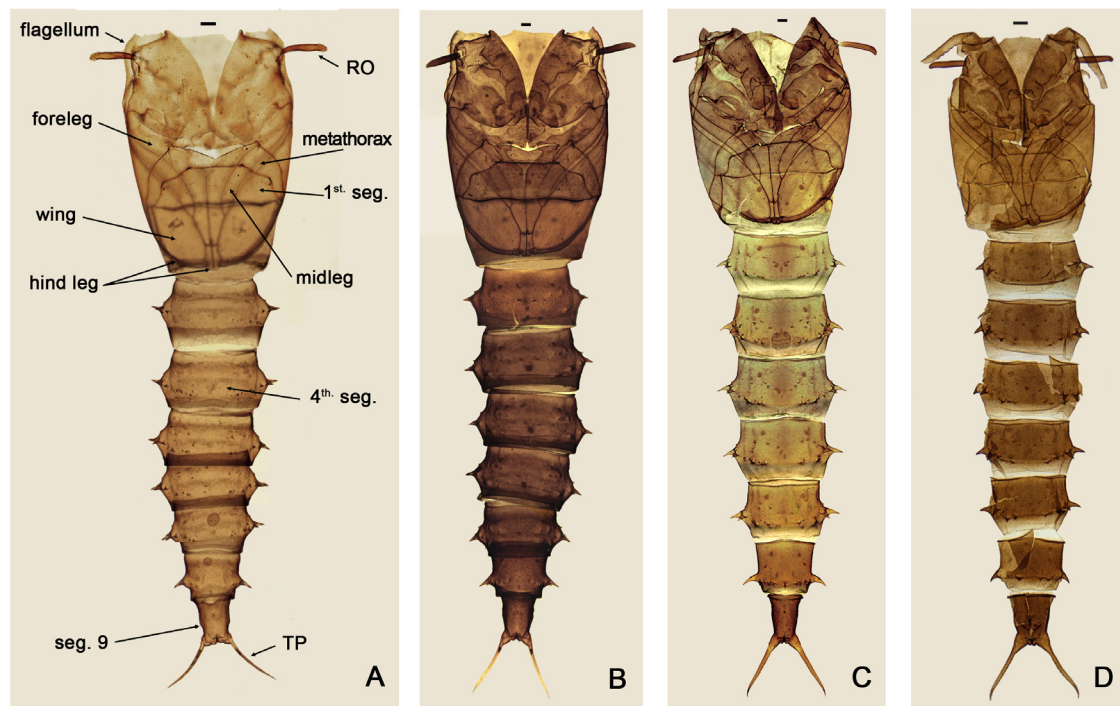 flagellum
RO
foreleg
metathorax
1st. seg.
wing
hind leg
midleg
4th. seg.
seg. 9
TP
A
B
C
D